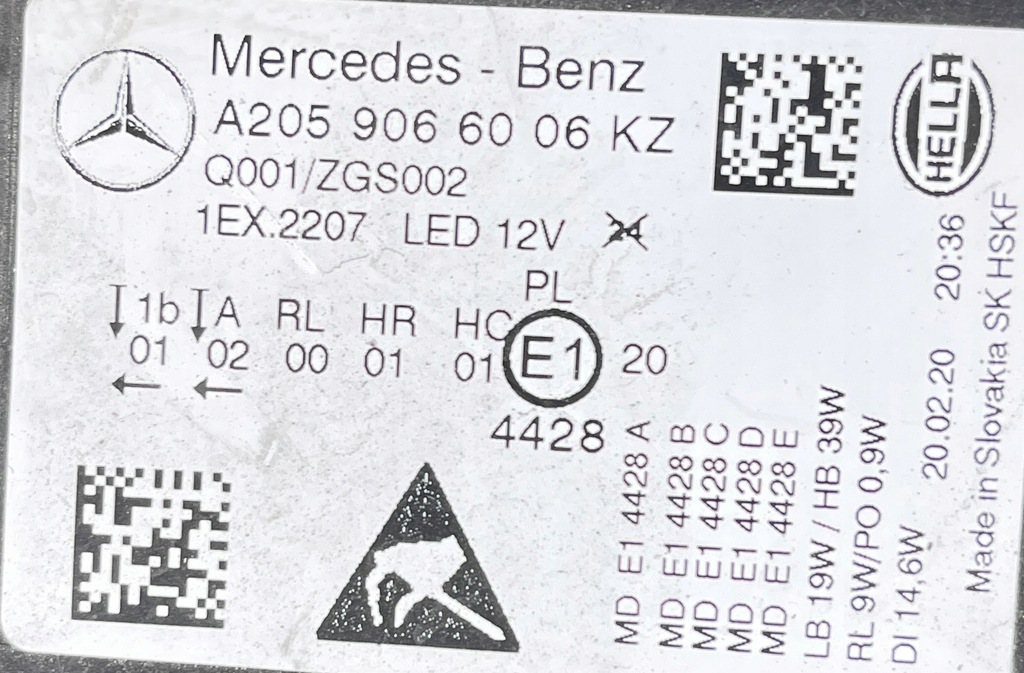 Mercedes - Benz
A205 906 60 06 KZ
Q001/ZGS002
1EX.2207 LED 12V 24
PL
1b A RL HR HC
01 02 00 01 01 E1 20
4428
HELLA
MD E1 4428 A
MD E1 4428 B
MD E1 4428 C
MD E1 4428 D
MD E1 4428 E
LB 19W / HB 39W
RL 9W/PO 0,9W
DI 14,6W
20.02.20 20:36
Made in Slovakia SK HSKF